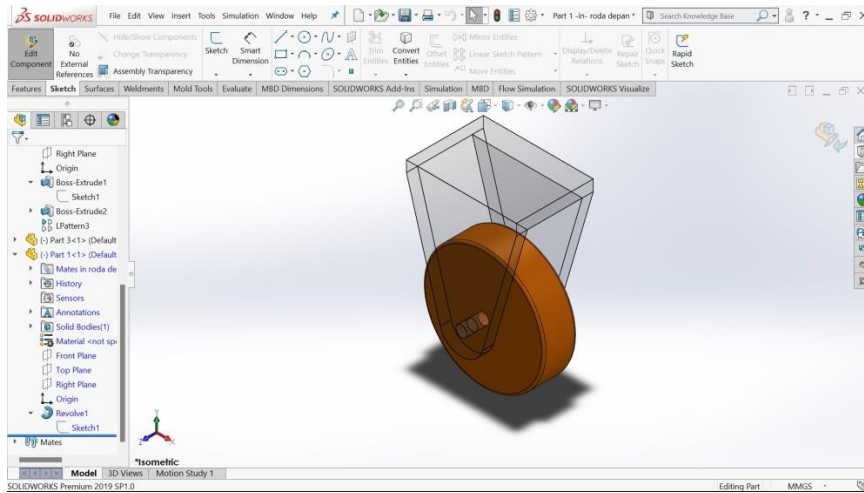 SOLIDWORKS File Edit View Insert Tools Simulation Window Help Part 1 -in- roda depan * Search Knowledge Base
Edit Component
No External References
Hide/Show Components
Change Transparency
Assembly Transparency
Sketch
Smart Dimension
Trim Entities
Convert Entities
Offset Entities
Mirror Entities
Linear Sketch Pattern
Move Entities
Display/Delete Relations
Repair Sketch
Quick Snaps
Rapid Sketch
Features Sketch Surfaces Weldments Mold Tools Evaluate MBD Dimensions SOLIDWORKS Add-Ins Simulation MBD Flow Simulation SOLIDWORKS Visualize
Right Plane
Origin
Boss-Extrude1
Sketch1
Boss-Extrude2
LPattern3
(-) Part 3<1> (Default
(-) Part 1<1> (Default
Mates in roda de
History
Sensors
Annotations
Solid Bodies(1)
Material <not sp
Front Plane
Top Plane
Right Plane
Origin
Revolve1
Sketch1
Mates
Y
Z
X
*Isometric
Model 3D Views Motion Study 1
SOLIDWORKS Premium 2019 SP1.0 Editing Part MMGS